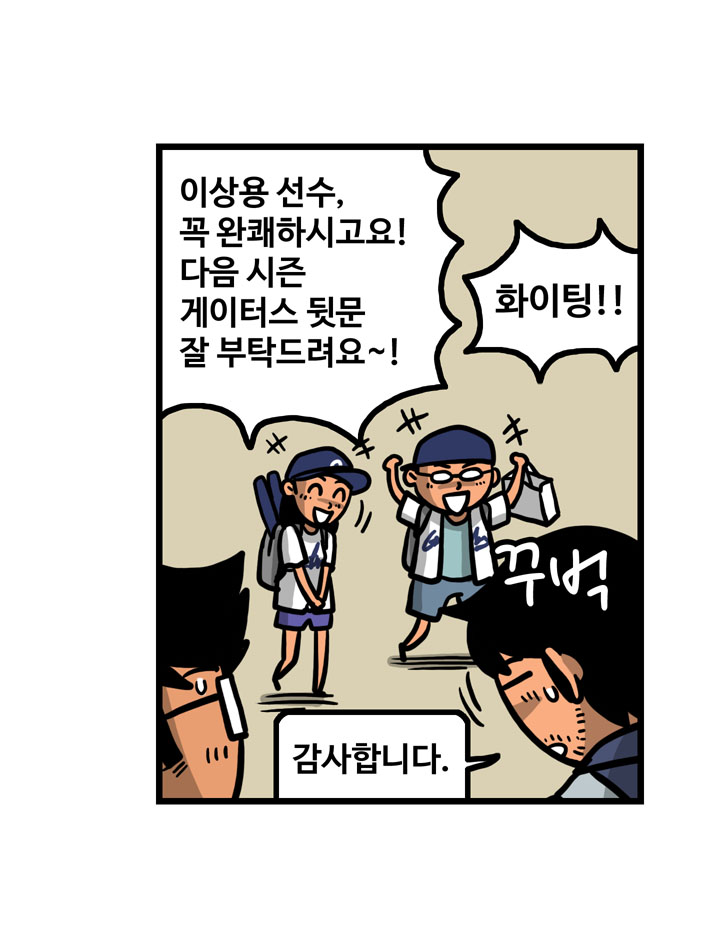 이상용 선수,
꼭 완쾌하시고요!
다음 시즌
게이터스 뒷문
잘 부탁드려요~!
화이팅!!
꾸벅
감사합니다.